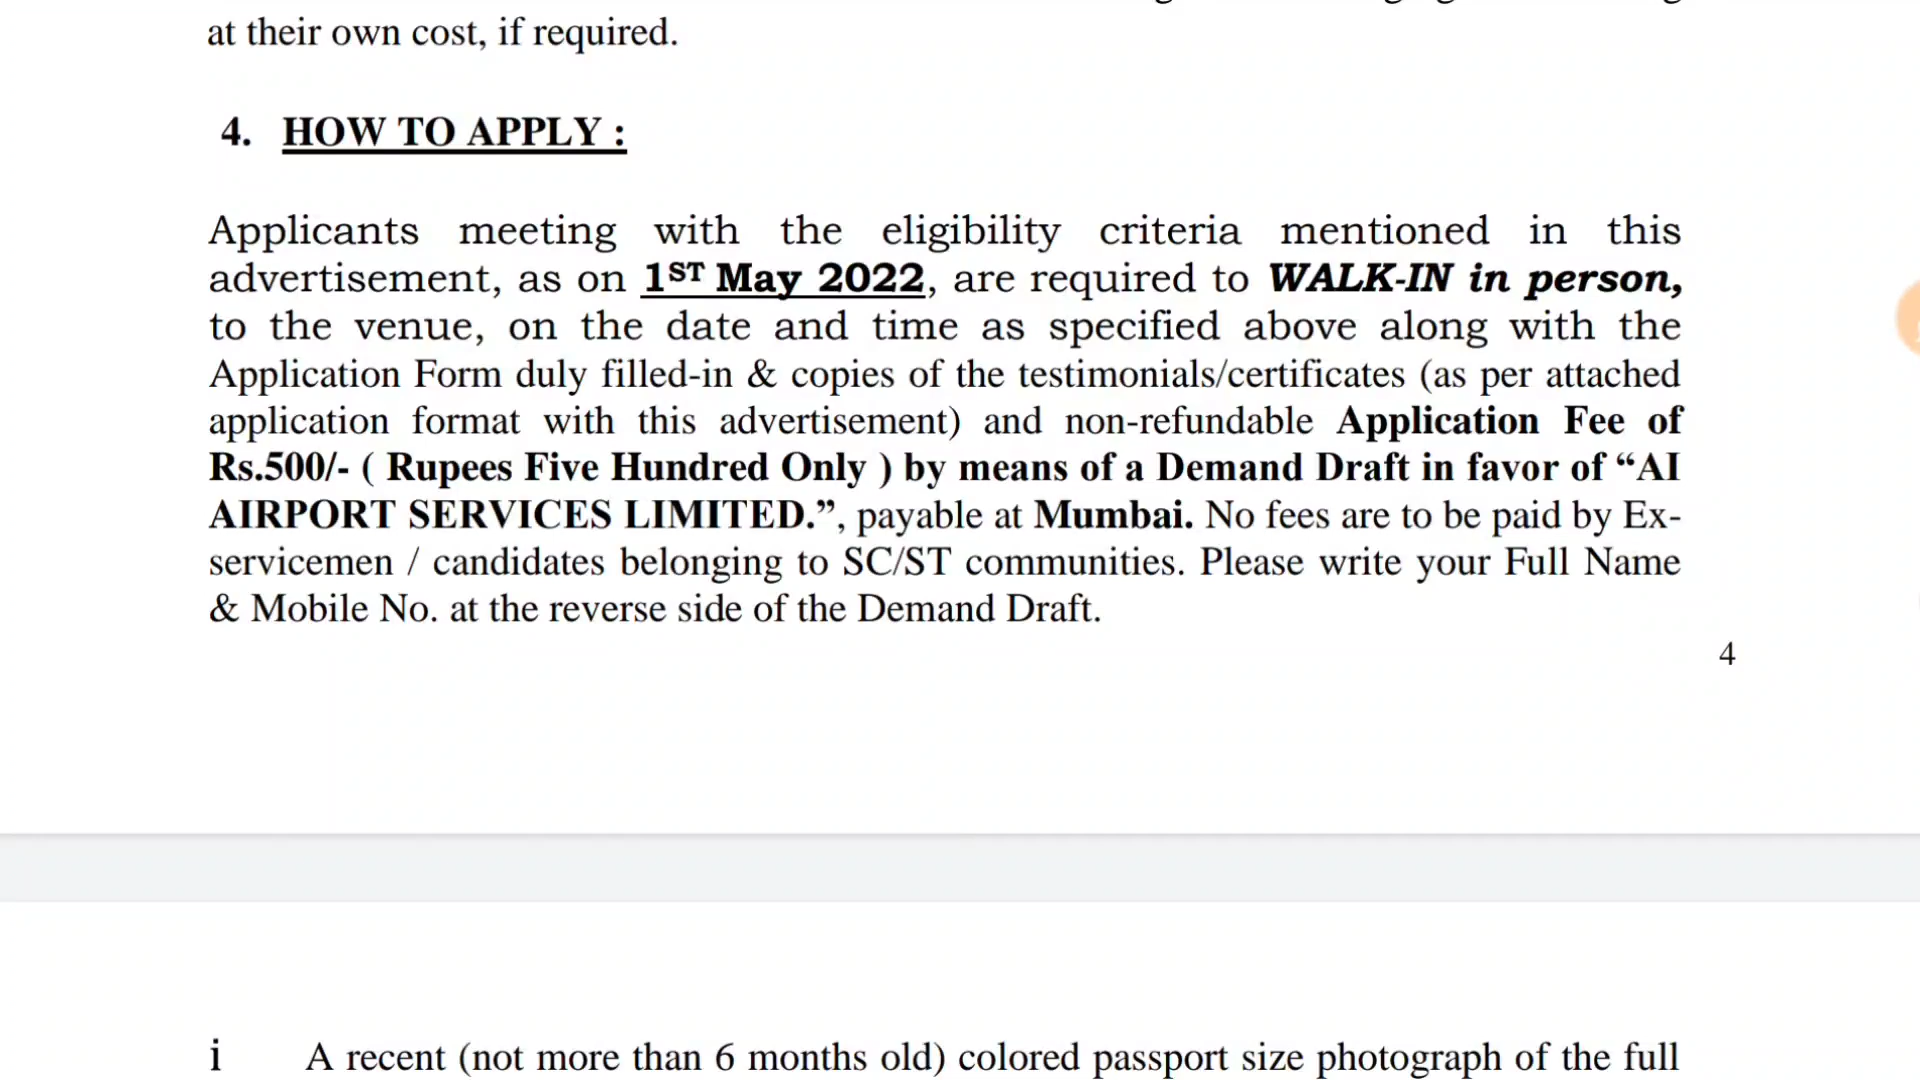 at their own cost, if required.
4. HOW TO APPLY :
Applicants meeting with the eligibility criteria mentioned in this
advertisement, as on 1ST May 2022, are required to WALK-IN in person,
to the venue, on the date and time as specified above along with the
Application Form duly filled-in & copies of the testimonials/certificates (as per attached
application format with this advertisement) and non-refundable Application Fee of
Rs.500/- ( Rupees Five Hundred Only ) by means of a Demand Draft in favor of “AI
AIRPORT SERVICES LIMITED.”, payable at Mumbai. No fees are to be paid by Ex-
servicemen / candidates belonging to SC/ST communities. Please write your Full Name
& Mobile No. at the reverse side of the Demand Draft.
4
i A recent (not more than 6 months old) colored passport size photograph of the full